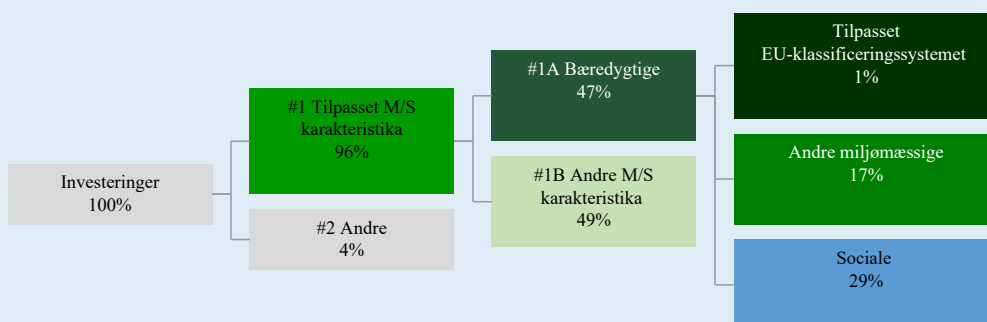 Investeringer
100%
#1 Tilpasset M/S
karakteristika
96%
#2 Andre
4%
#1A Bæredygtige
47%
#1B Andre M/S
karakteristika
49%
Tilpasset
EU-klassificeringssystemet
1%
Andre miljømæssige
17%
Sociale
29%